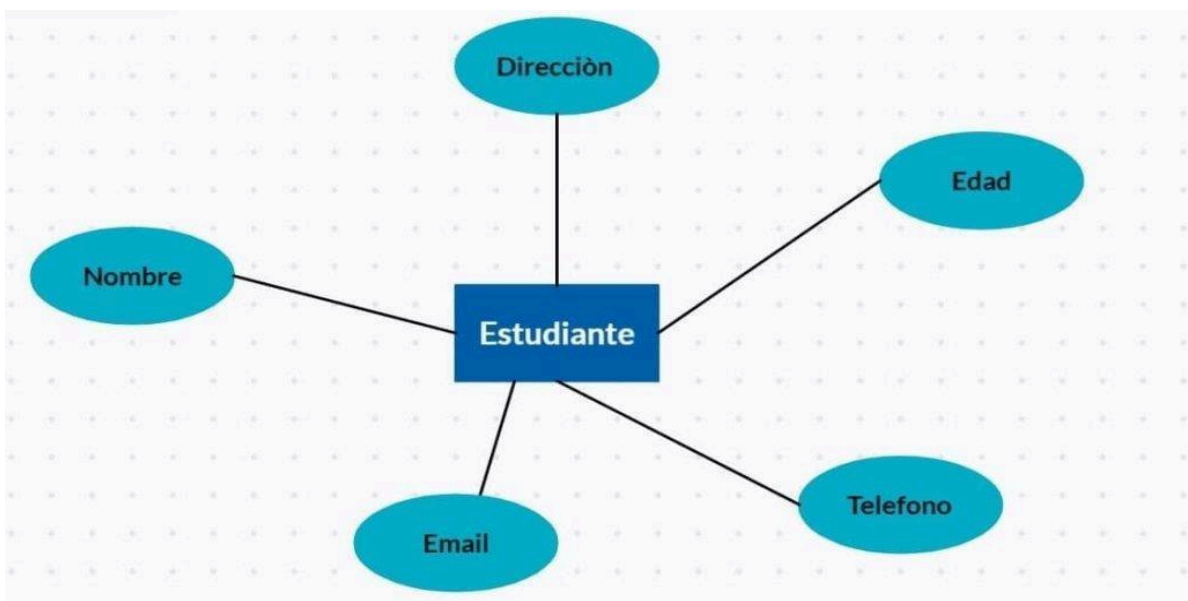 Direcciòn
Edad
Nombre
Estudiante
Telefono
Email